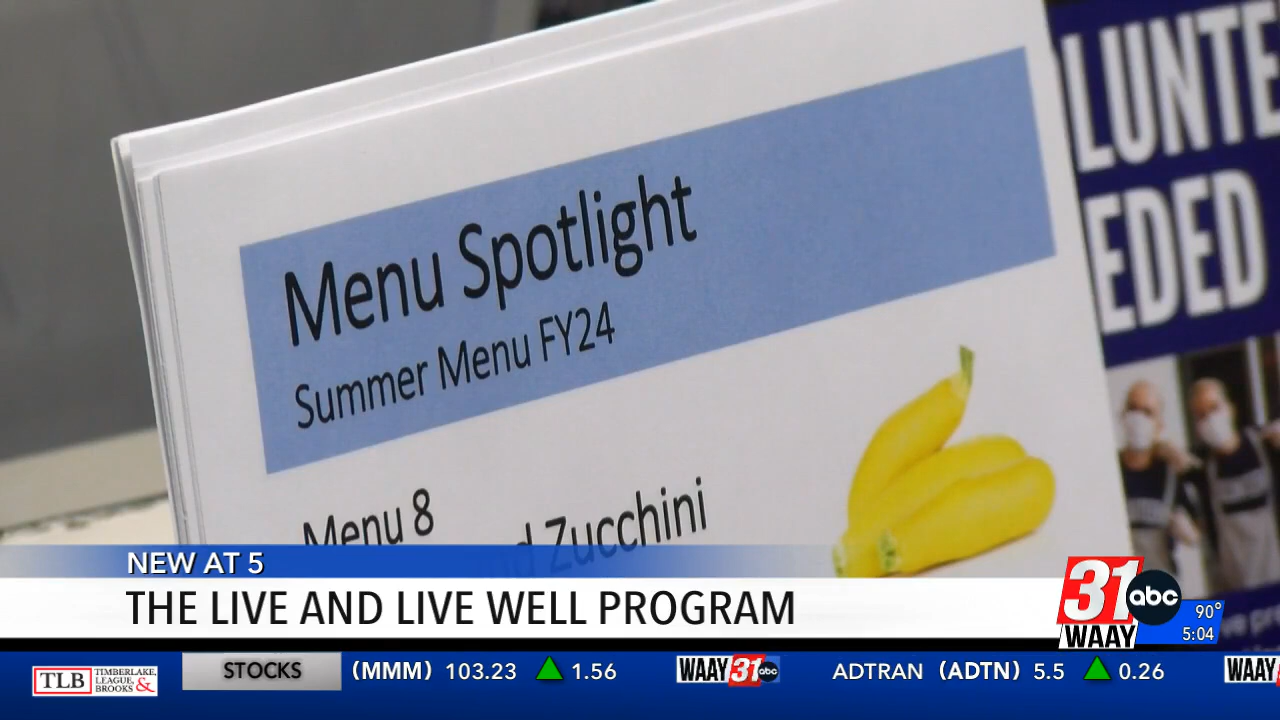 Menu Spotlight
Summer Menu FY24
Menu 8
Zucchini
LUNTE
EDED
NEW AT 5
THE LIVE AND LIVE WELL PROGRAM
31 abc
WAAY
90°
5:04
TLB TIMBERLAKE, LEAGUE, & BROOKS
STOCKS (MMM) 103.23 1.56 WAAY 31 abc ADTRAN (ADTN) 5.5 0.26 WAAY 3